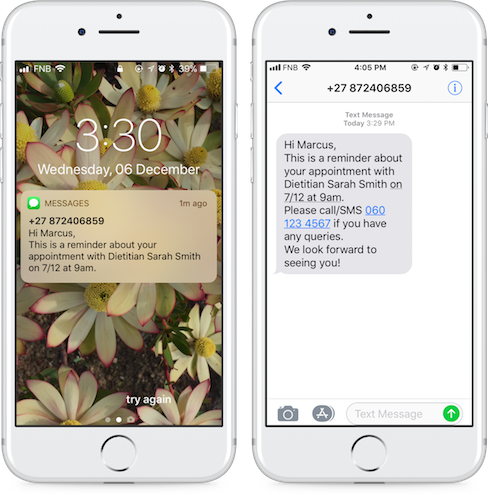 FNB 39%
3:30
Wednesday, 06 December
MESSAGES 1m ago
+27 872406859
Hi Marcus,
This is a reminder about your
appointment with Dietitian Sarah Smith
on 7/12 at 9am.
try again
FNB 4:05 PM
+27 872406859
Text Message
Today 3:29 PM
Hi Marcus,
This is a reminder about
your appointment with
Dietitian Sarah Smith on
7/12 at 9am.
Please call/SMS 060
123 4567 if you have
any queries.
We look forward to
seeing you!
Text Message